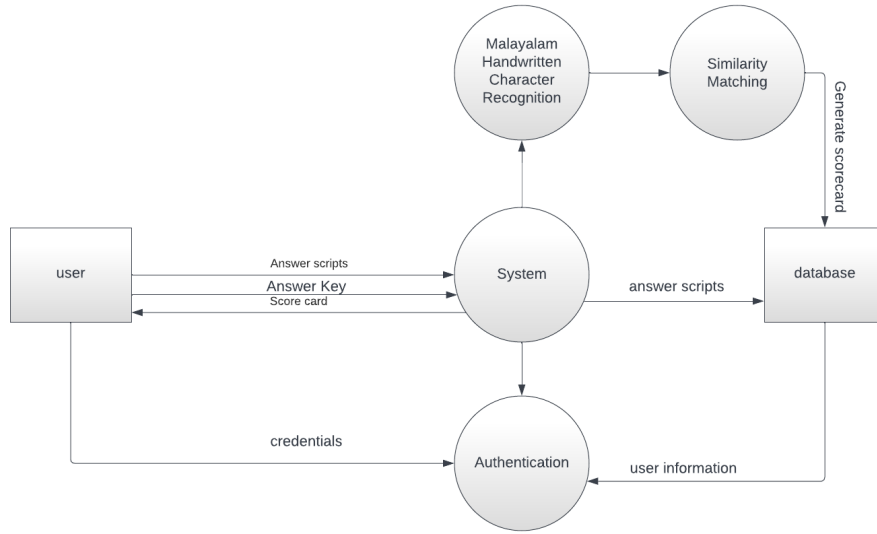 Malayalam
Handwritten
Character
Recognition
Similarity
Matching
Generate scorecard
user
Answer scripts
Answer Key
Score card
System
answer scripts
database
credentials
Authentication
user information